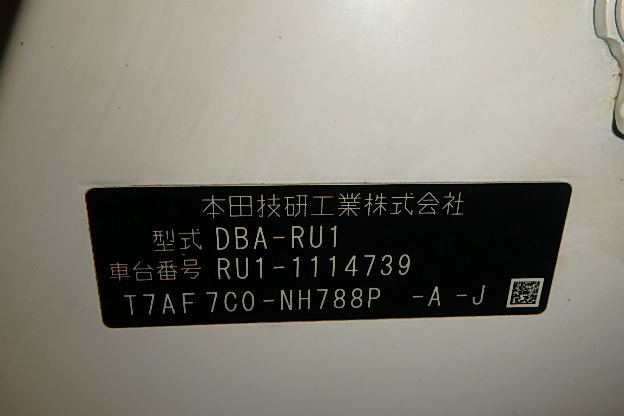 本田技研工業株式会社
型式 DBA-RU1
車台番号 RU1-1114739
T7AF7C0-NH788P -A-J